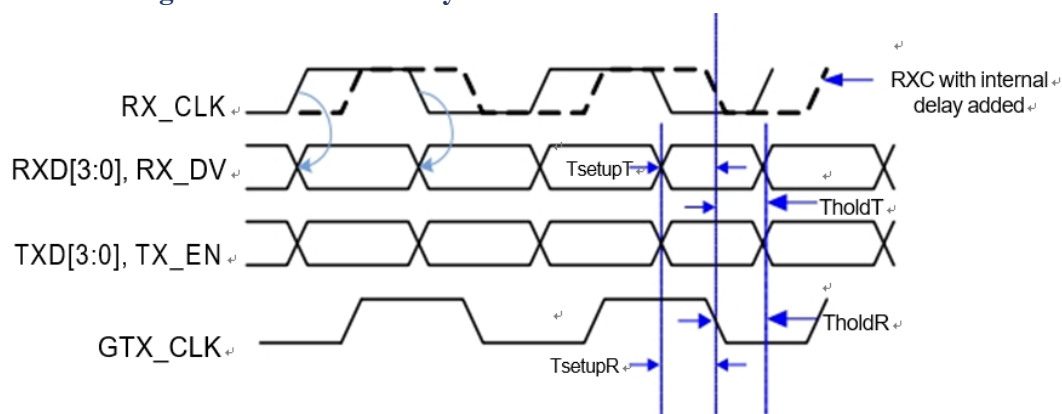 RX_CLK
RXC with internal
delay added
RXD[3:0], RX_DV
TsetupT
TholdT
TXD[3:0], TX_EN
TholdR
GTX_CLK
TsetupR